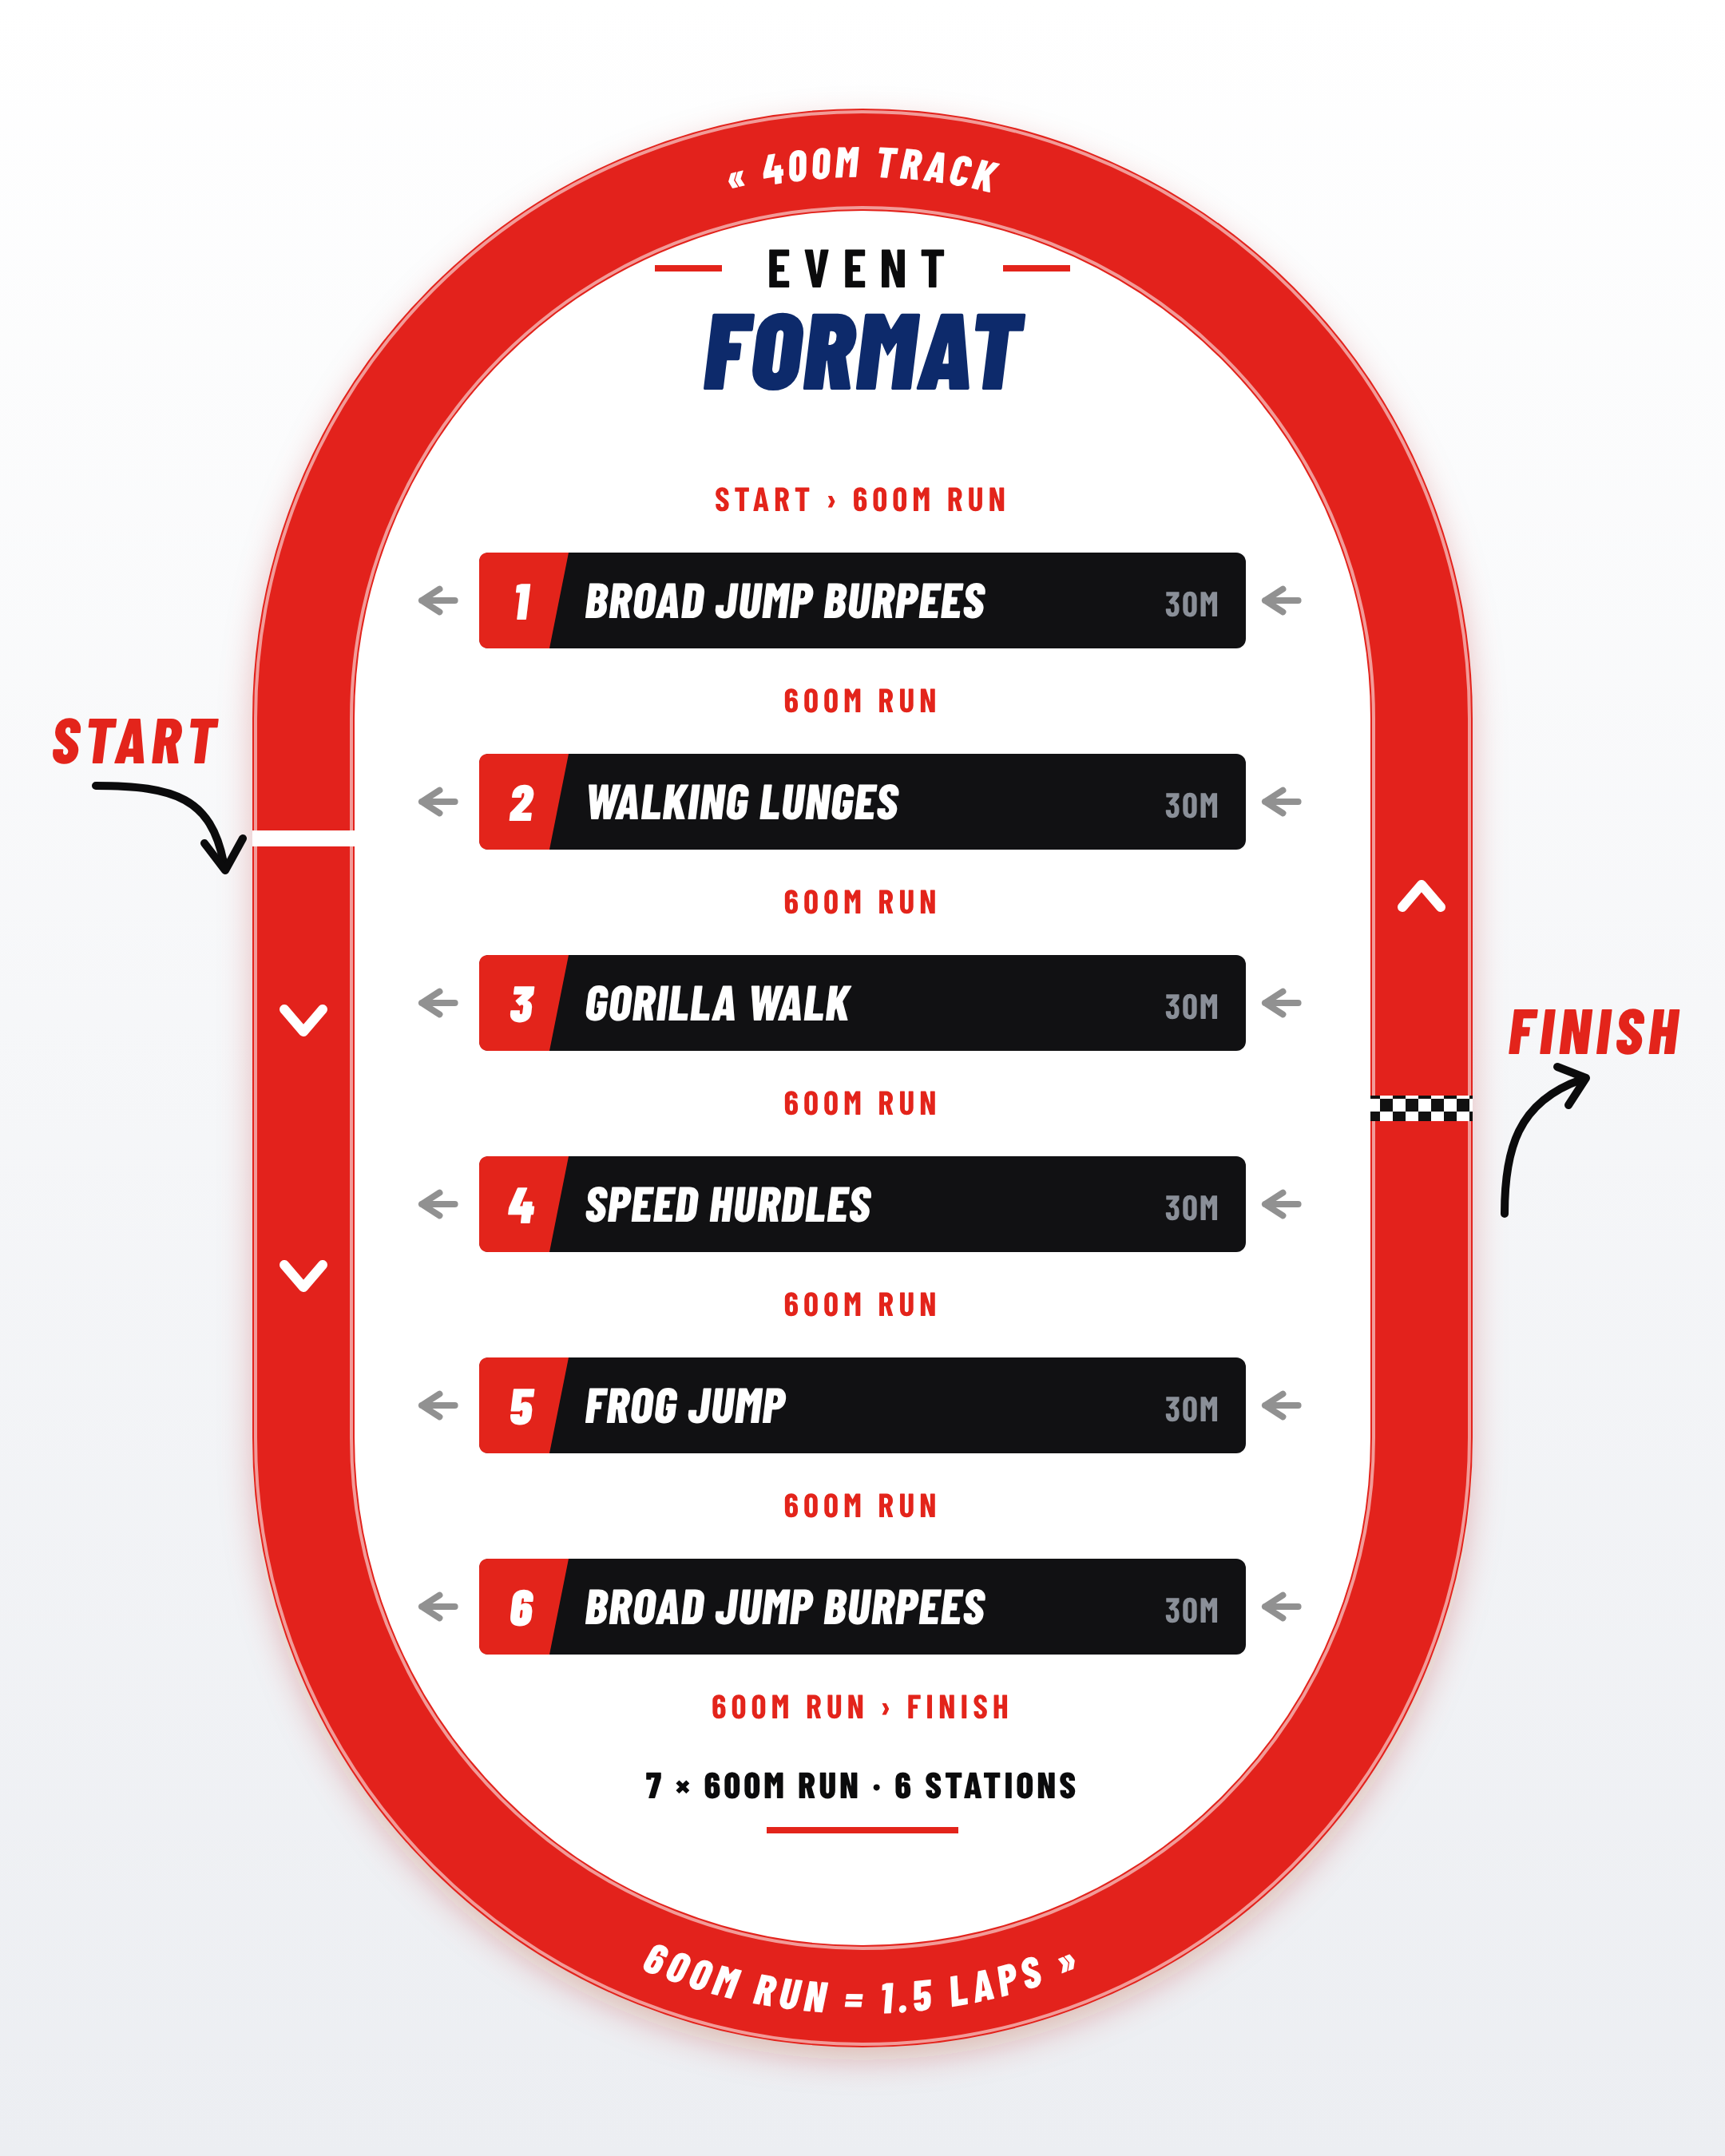 « 400M TRACK
EVENT
FORMAT
START › 600M RUN
1 BROAD JUMP BURPEES 30M
600M RUN
START
2 WALKING LUNGES 30M
600M RUN
3 GORILLA WALK 30M
FINISH
600M RUN
4 SPEED HURDLES 30M
600M RUN
5 FROG JUMP 30M
600M RUN
6 BROAD JUMP BURPEES 30M
600M RUN › FINISH
7 × 600M RUN · 6 STATIONS
600M RUN = 1.5 LAPS »